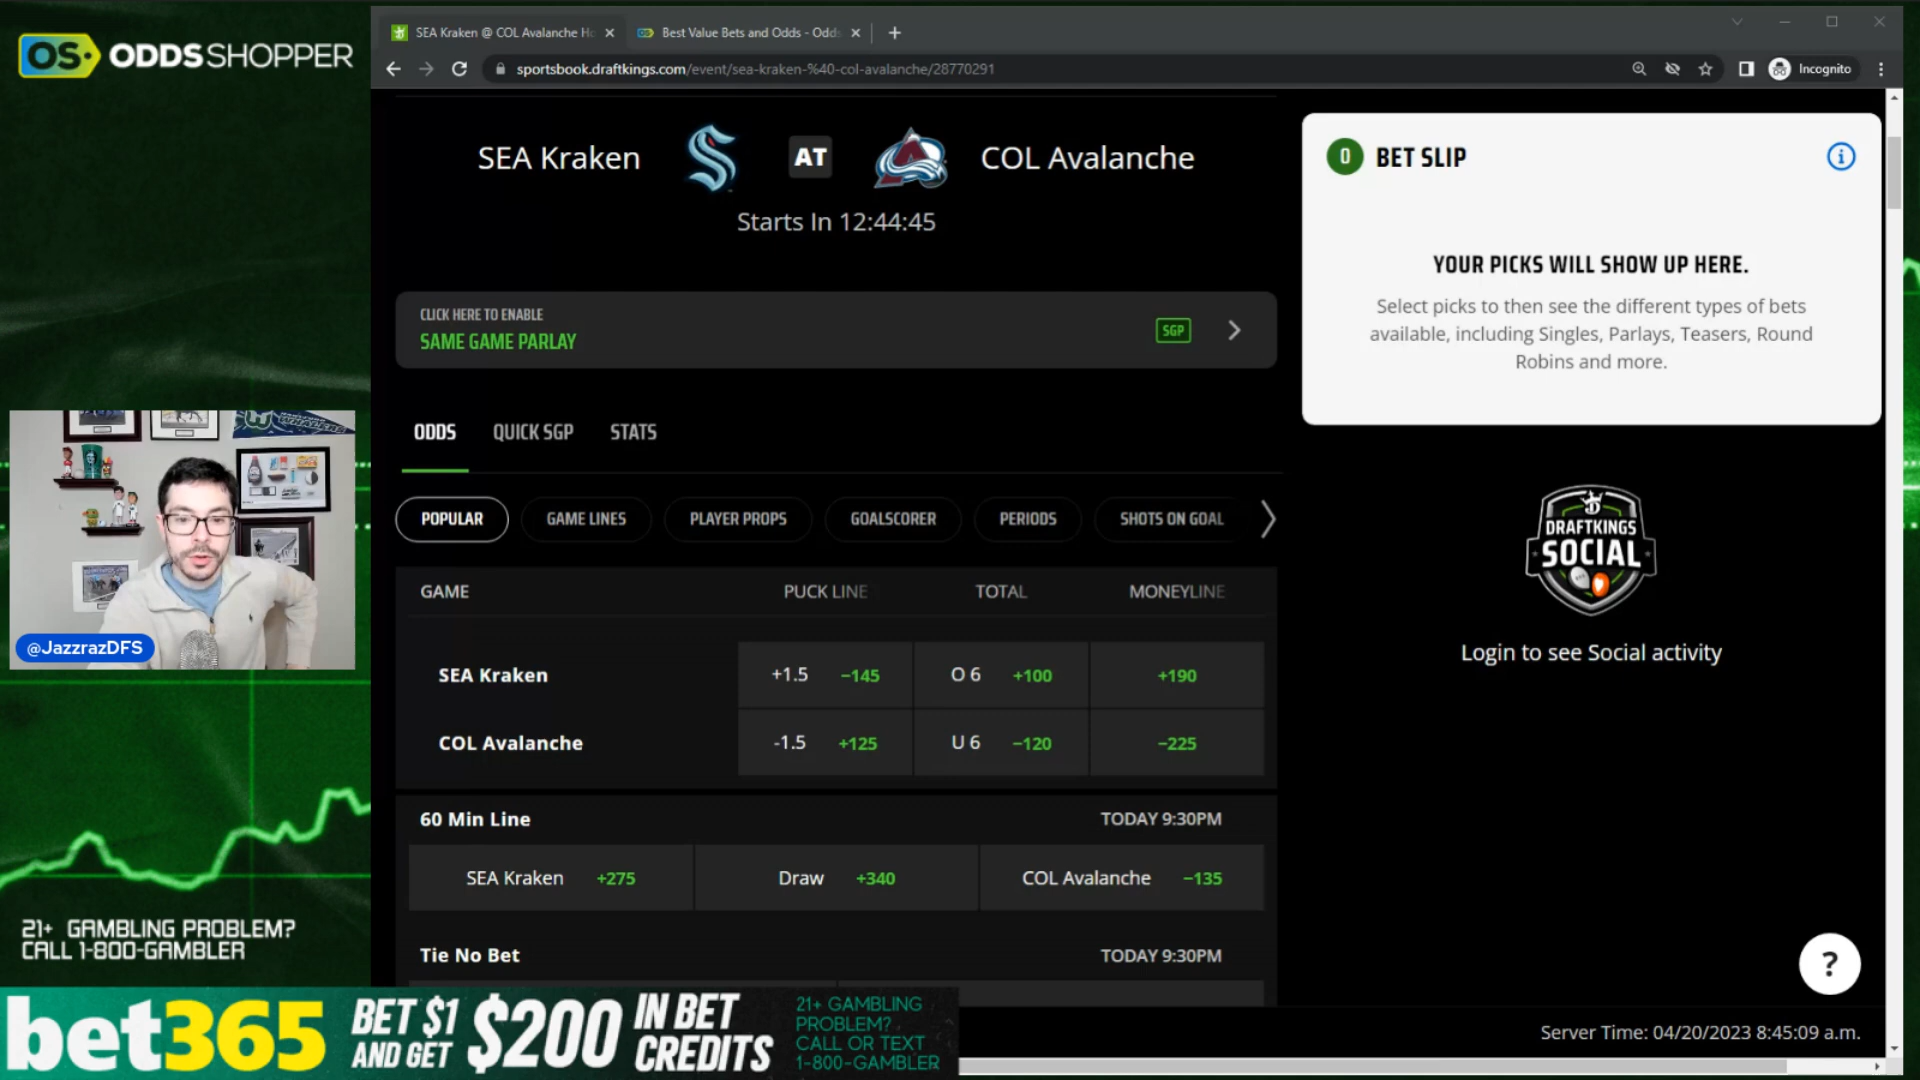 OS ODDSSHOPPER
SEA Kraken @ COL Avalanche Ho
Best Value Bets and Odds - Odds
sportsbook.draftkings.com/event/sea-kraken-%40-col-avalanche/28770291
Incognito
SEA Kraken AT COL Avalanche
Starts In 12:44:45
CLICK HERE TO ENABLE
SAME GAME PARLAY
SGP
ODDS QUICK SGP STATS
POPULAR GAME LINES PLAYER PROPS GOALSCORER PERIODS SHOTS ON GOAL
GAME PUCK LINE TOTAL MONEYLINE
SEA Kraken +1.5 −145 O 6 +100 +190
COL Avalanche -1.5 +125 U 6 −120 −225
60 Min Line TODAY 9:30PM
SEA Kraken +275 Draw +340 COL Avalanche −135
Tie No Bet TODAY 9:30PM
0 BET SLIP
YOUR PICKS WILL SHOW UP HERE.
Select picks to then see the different types of bets
available, including Singles, Parlays, Teasers, Round
Robins and more.
DRAFTKINGS
SOCIAL
Login to see Social activity
?
Server Time: 04/20/2023 8:45:09 a.m.
WHALERS
@JazzrazDFS
21+ GAMBLING PROBLEM?
CALL 1-800-GAMBLER
bet365
BET $1
AND GET
$200
IN BET
CREDITS
21+ GAMBLING
PROBLEM?
CALL OR TEXT
1-800-GAMBLER